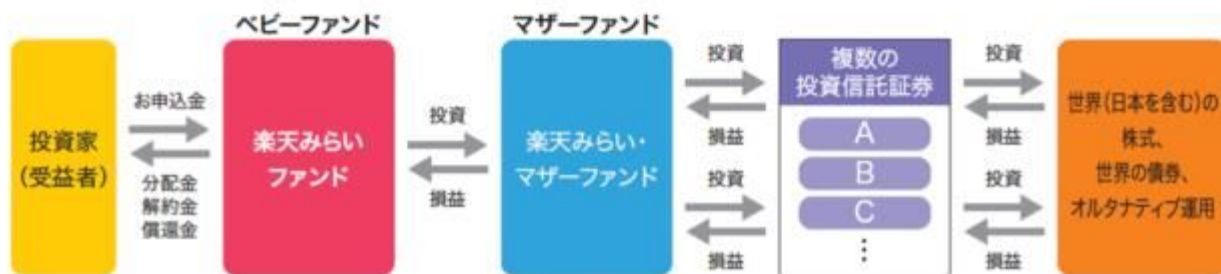 ベビーファンド
マザーファンド
投資家
(受益者)
お申込金
分配金
解約金
償還金
楽天みらい
ファンド
投資
損益
楽天みらい・
マザーファンド
投資
損益
投資
損益
複数の
投資信託証券
A
B
C
⋮
投資
損益
投資
損益
世界(日本を含む)の
株式、
世界の債券、
オルタナティブ運用